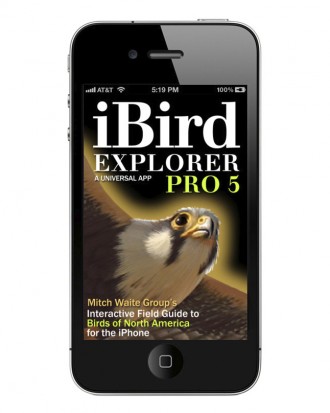 AT&T 5:19 PM 100%
iBird
EXPLORER
A UNIVERSAL APP PRO 5
Mitch Waite Group's
Interactive Field Guide to
Birds of North America
for the iPhone